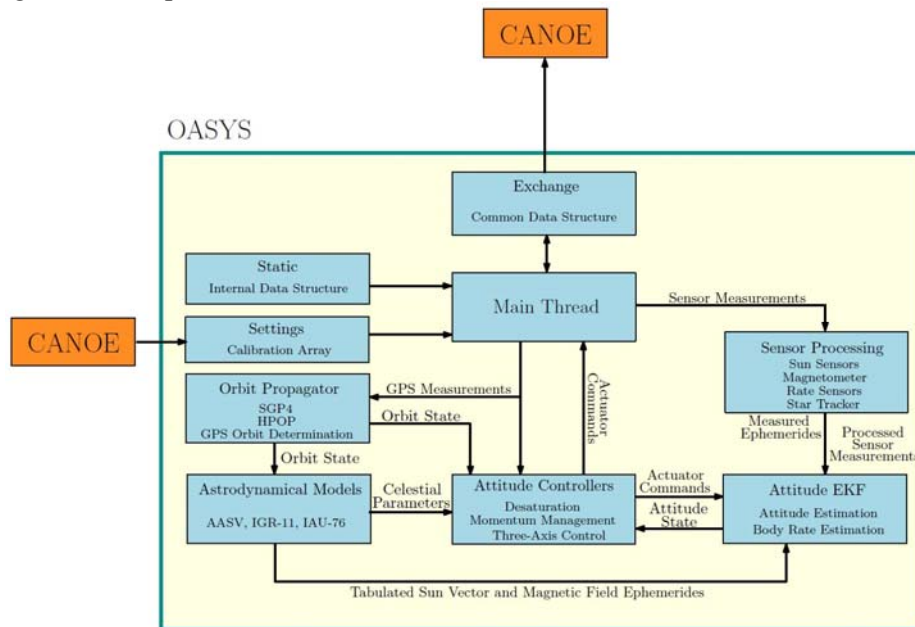 CANOE
OASYS
Exchange
Common Data Structure
Static
Internal Data Structure
Main Thread
Sensor Measurements
CANOE
Settings
Calibration Array
Sensor Processing
Sun Sensors
Magnetometer
Rate Sensors
Star Tracker
Orbit Propagator
SGP4
HPOP
GPS Orbit Determination
GPS Measurements
Orbit State
Actuator
Commands
Measured
Ephemerides
Processed
Sensor
Measurements
Orbit State
Astrodynamical Models
AASV, IGR-11, IAU-76
Celestial
Parameters
Attitude Controllers
Desaturation
Momentum Management
Three-Axis Control
Actuator
Commands
Attitude
State
Attitude EKF
Attitude Estimation
Body Rate Estimation
Tabulated Sun Vector and Magnetic Field Ephemerides